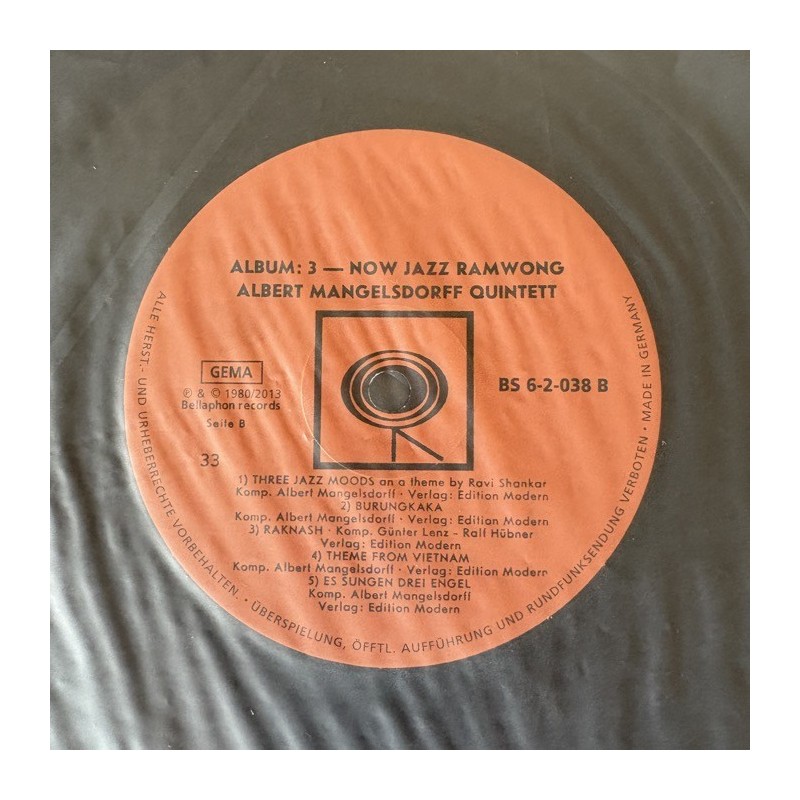 ALBUM: 3 — NOW JAZZ RAMWONG
ALBERT MANGELSDORFF QUINTETT
GEMA
℗ & © 1980/2013
Bellaphon records
Seite B
33
BS 6-2-038 B
1) THREE JAZZ MOODS an a theme by Ravi Shankar
Komp. Albert Mangelsdorff · Verlag: Edition Modern
2) BURUNGKAKA
Komp. Albert Mangelsdorff · Verlag: Edition Modern
3) RAKNASH · Komp. Günter Lenz – Ralf Hübner
Verlag: Edition Modern
4) THEME FROM VIETNAM
Komp. Albert Mangelsdorff · Verlag: Edition Modern
5) ES SUNGEN DREI ENGEL
Komp. Albert Mangelsdorff
Verlag: Edition Modern
ALLE HERST.- UND URHEBERRECHTE VORBEHALTEN. · ÜBERSPIELUNG, ÖFFTL. AUFFÜHRUNG UND RUNDFUNKSENDUNG VERBOTEN · MADE IN GERMANY